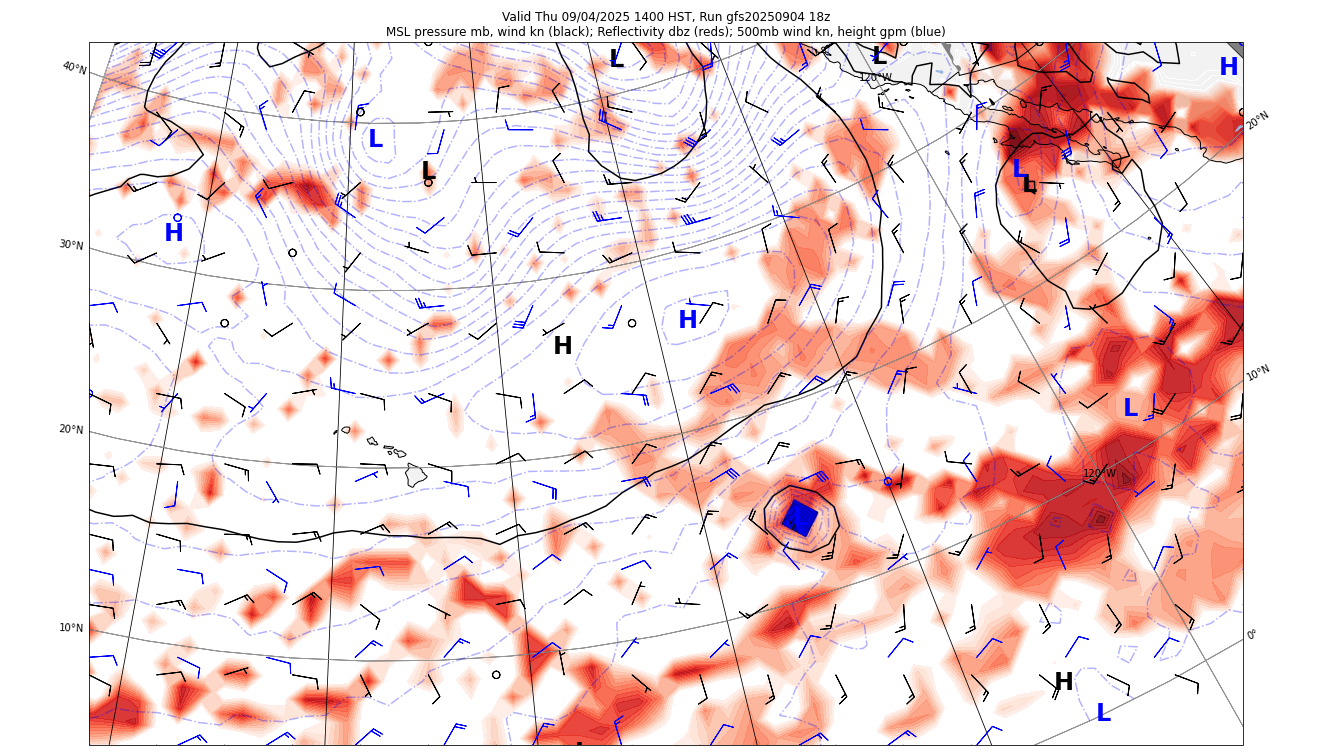 Valid Thu 09/04/2025 1400 HST, Run gfs20250904 18z
MSL pressure mb, wind kn (black); Reflectivity dbz (reds); 500mb wind kn, height gpm (blue)
L
L
H
40°N
120°W
20°N
L
L
L
L
H
30°N
H
H
10°N
L
20°N
120°W
10°N
0°
H
L